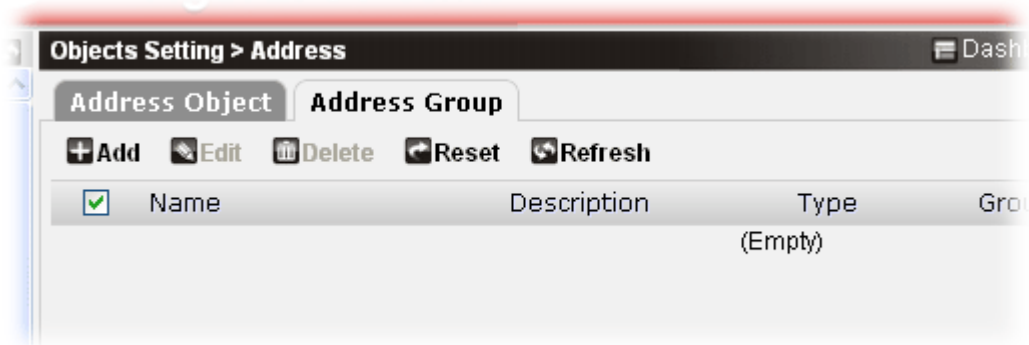 Objects Setting > Address
Address Object Address Group
Add Edit Delete Reset Refresh
Name Description Type
(Empty)